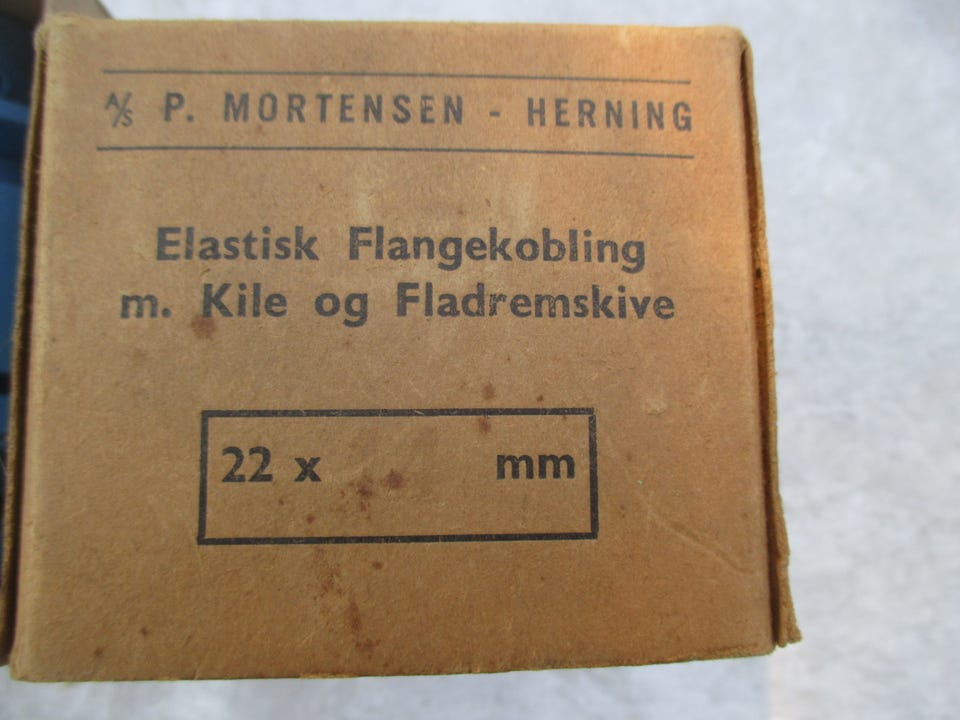 A/S P. MORTENSEN - HERNING
Elastisk Flangekobling
m. Kile og Fladremskive
22 x mm